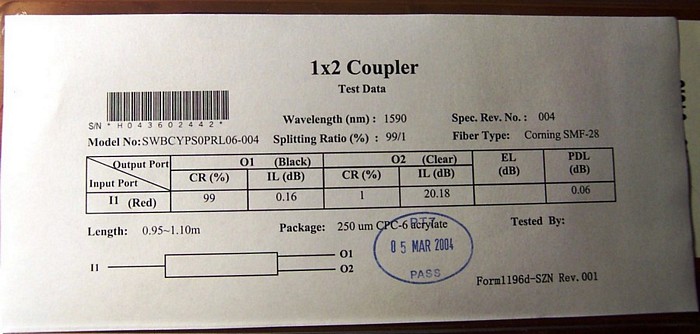 1x2 Coupler
Test Data
S/N * H 0 4 3 6 0 2 4 4 2 *
Wavelength (nm) : 1590 Spec. Rev. No. : 004
Model No: SWBCYPS0PRL06-004 Splitting Ratio (%) : 99/1 Fiber Type: Corning SMF-28
Output Port O1 (Black) O2 (Clear) EL (dB) PDL (dB)
Input Port CR (%) IL (dB) CR (%) IL (dB)
I1 (Red) 99 0.16 1 20.18 0.06
Length: 0.95~1.10m Package: 250 um CPC-6 acrylate Tested By:
05 MAR 2004
PASS
I1 O1
O2
Form1196d-SZN Rev. 001